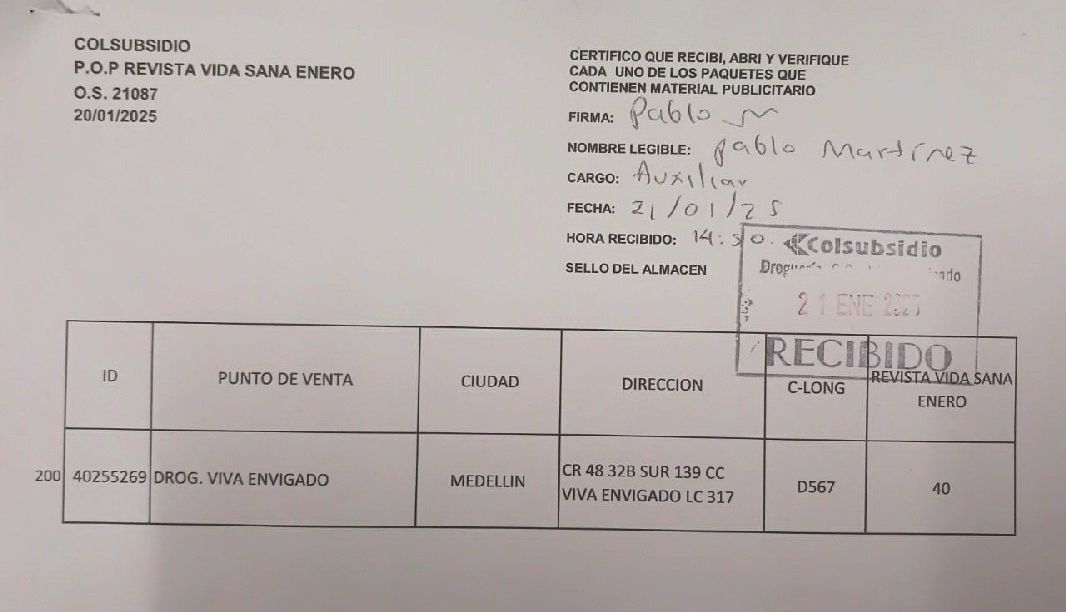 COLSUBSIDIO
P.O.P REVISTA VIDA SANA ENERO
O.S. 21087
20/01/2025
CERTIFICO QUE RECIBI, ABRI Y VERIFIQUE
CADA UNO DE LOS PAQUETES QUE
CONTIENEN MATERIAL PUBLICITARIO
FIRMA: Pablo M
NOMBRE LEGIBLE: Pablo Martinez
CARGO: Auxiliar
FECHA: 21/01/25
HORA RECIBIDO: 14:30.
SELLO DEL ALMACEN
Colsubsidio
21 ENE
RECIBIDO
ID
PUNTO DE VENTA
CIUDAD
DIRECCION
C-LONG
REVISTA VIDA SANA
ENERO
200
40255269
DROG. VIVA ENVIGADO
MEDELLIN
CR 48 32B SUR 139 CC
VIVA ENVIGADO LC 317
D567
40